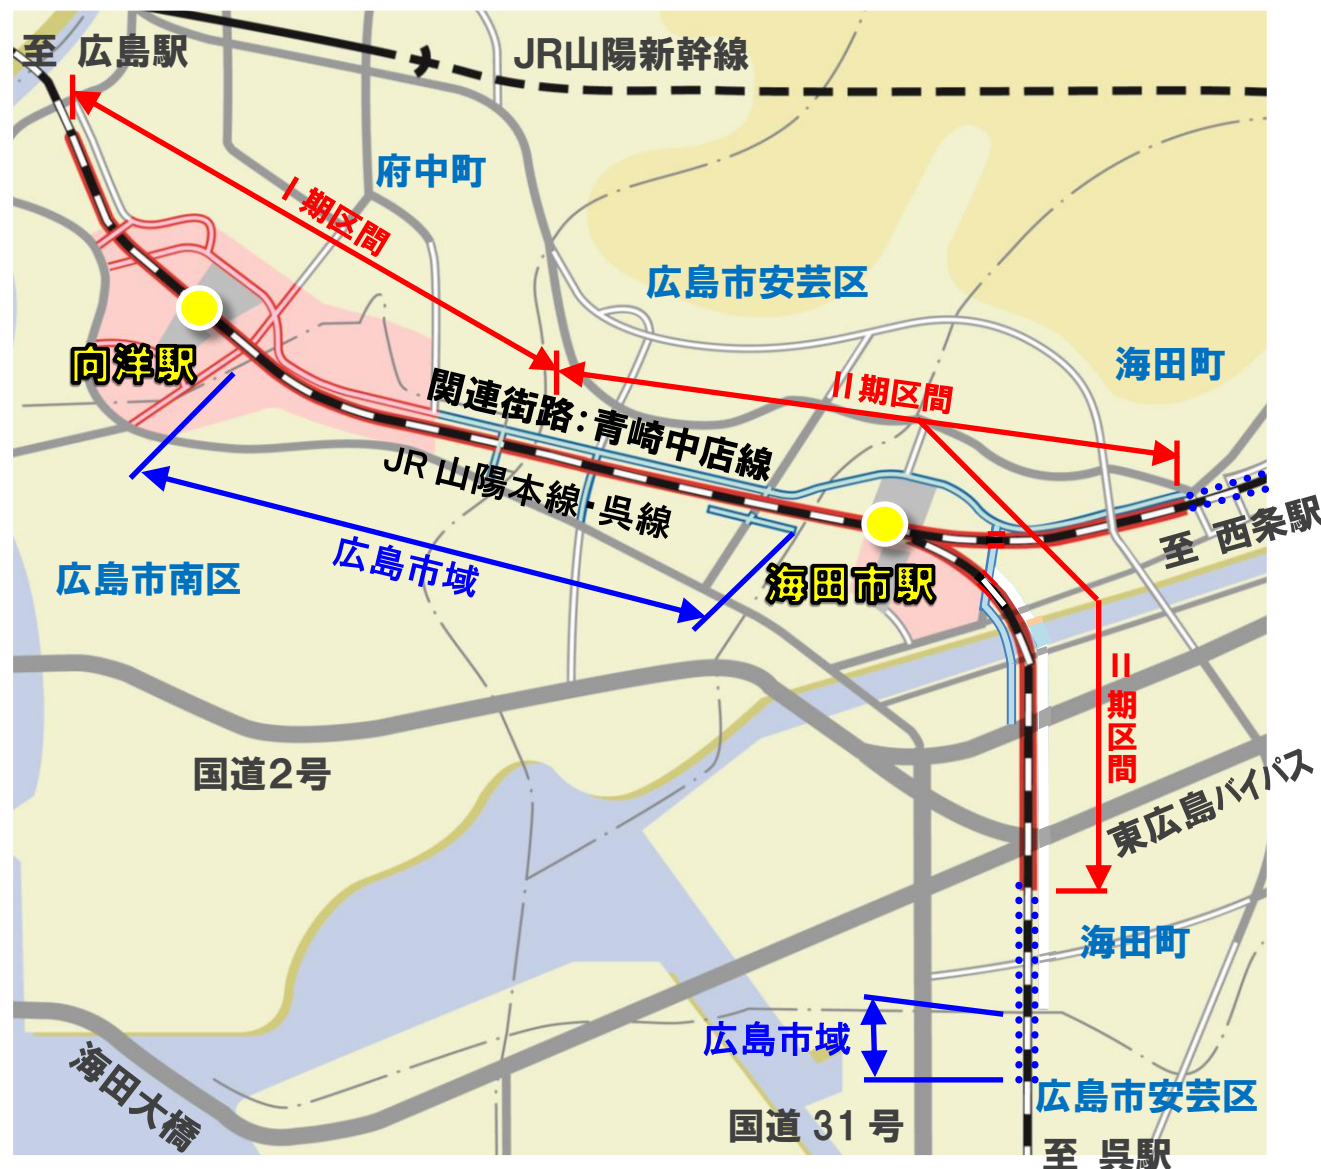 至 広島駅
JR山陽新幹線
府中町
Ⅰ期区間
広島市安芸区
海田町
向洋駅
Ⅱ期区間
関連街路：青崎中店線
JR 山陽本線・呉線
至 西条駅
広島市域
広島市南区
海田市駅
Ⅱ期区間
国道2号
東広島バイパス
海田町
広島市域
海田大橋
国道 31 号
広島市安芸区
至 呉駅